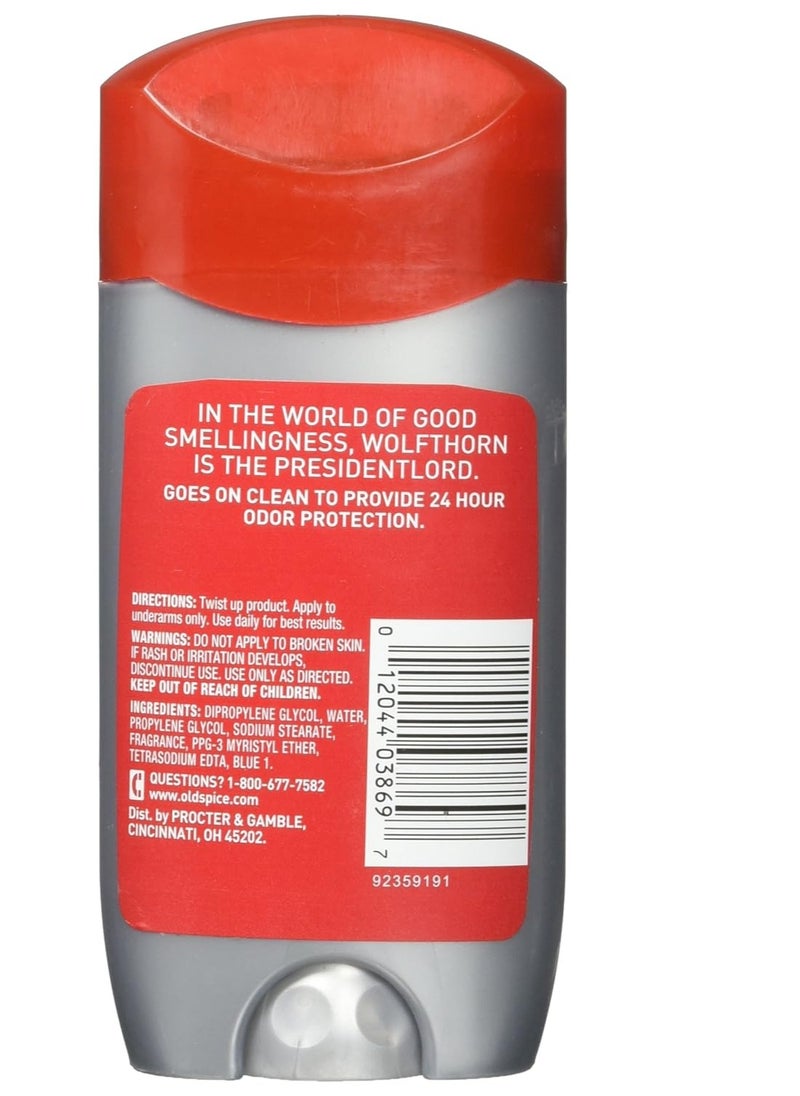 IN THE WORLD OF GOOD
SMELLINGNESS, WOLFTHORN
IS THE PRESIDENTLORD.
GOES ON CLEAN TO PROVIDE 24 HOUR
ODOR PROTECTION.
DIRECTIONS: Twist up product. Apply to
underarms only. Use daily for best results.
WARNINGS: DO NOT APPLY TO BROKEN SKIN.
IF RASH OR IRRITATION DEVELOPS,
DISCONTINUE USE. USE ONLY AS DIRECTED.
KEEP OUT OF REACH OF CHILDREN.
INGREDIENTS: DIPROPYLENE GLYCOL, WATER,
PROPYLENE GLYCOL, SODIUM STEARATE,
FRAGRANCE, PPG-3 MYRISTYL ETHER,
TETRASODIUM EDTA, BLUE 1.
QUESTIONS? 1-800-677-7582
www.oldspice.com
Dist. by PROCTER & GAMBLE,
CINCINNATI, OH 45202.
0 12044 03869 7
92359191